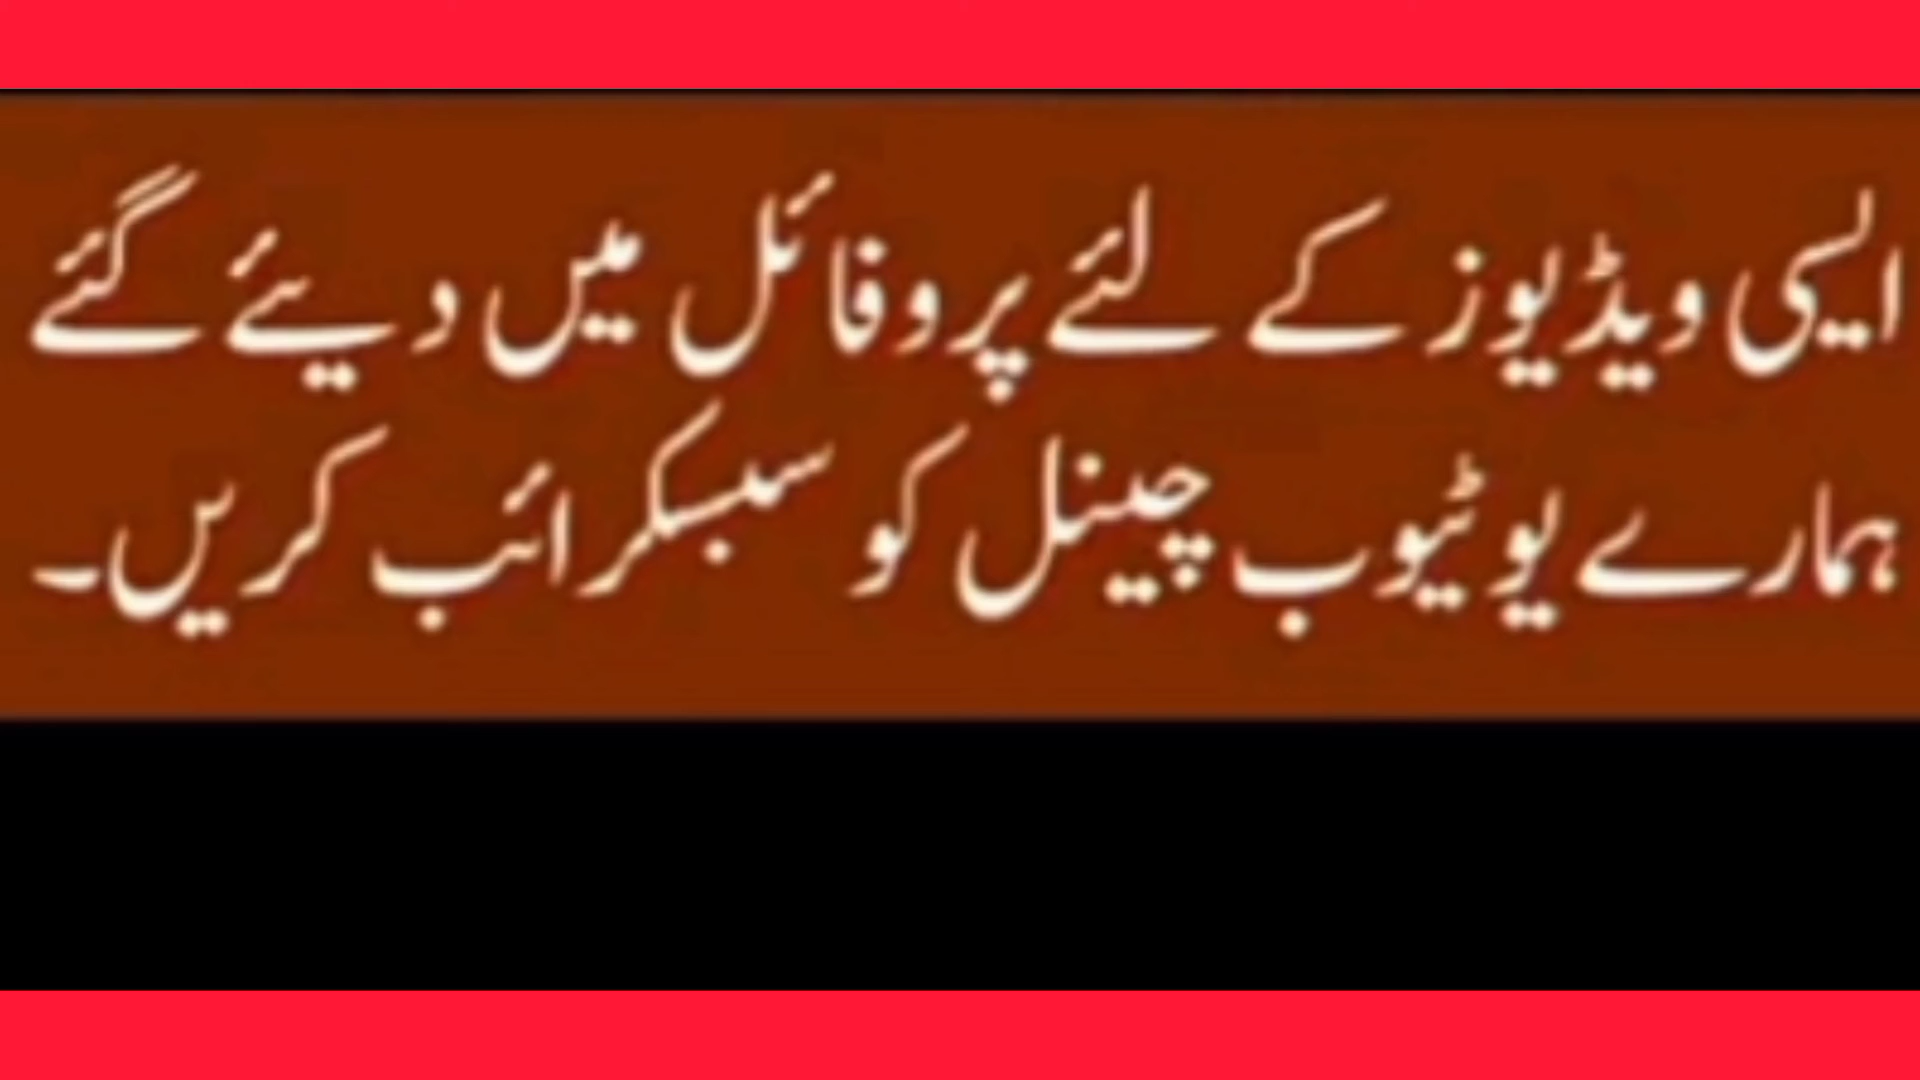 ایسی ویڈیوز کے لئے پروفائل میں دیئے گئے
ہمارے یوٹیوب چینل کو سبسکرائب کریں۔